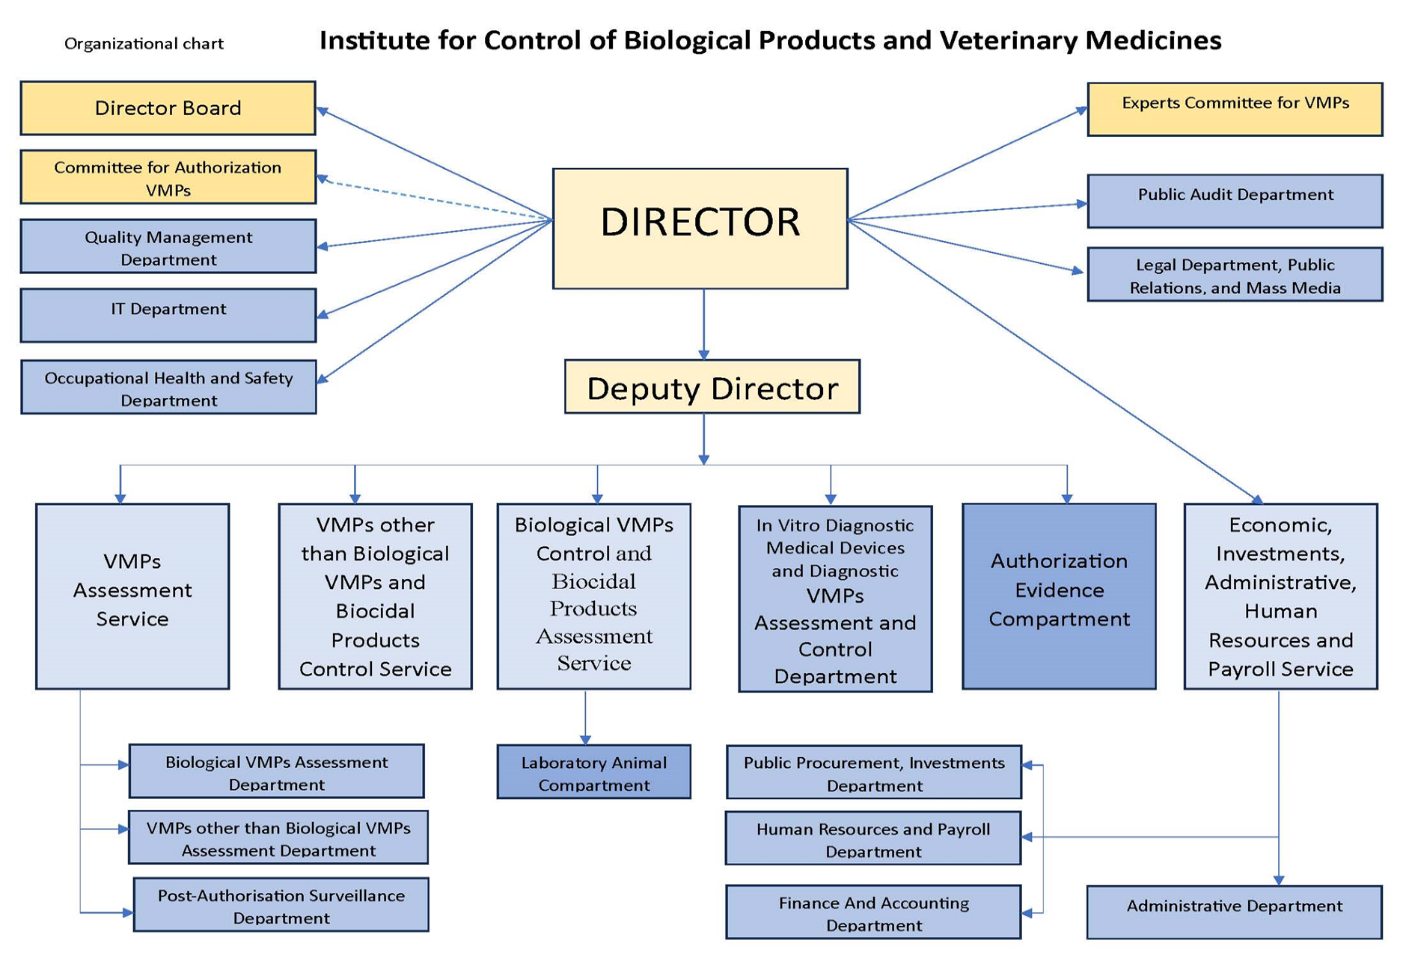 Organizational chart
Institute for Control of Biological Products and Veterinary Medicines
Director Board
Committee for Authorization
VMPs
Quality Management
Department
IT Department
Occupational Health and Safety
Department
DIRECTOR
Experts Committee for VMPs
Public Audit Department
Legal Department, Public
Relations, and Mass Media
Deputy Director
VMPs
Assessment
Service
VMPs other
than Biological
VMPs and
Biocidal
Products
Control Service
Biological VMPs
Control and
Biocidal
Products
Assessment
Service
In Vitro Diagnostic
Medical Devices
and Diagnostic
VMPs
Assessment and
Control
Department
Authorization
Evidence
Compartment
Economic,
Investments,
Administrative,
Human
Resources and
Payroll Service
Biological VMPs Assessment
Department
VMPs other than Biological VMPs
Assessment Department
Post-Authorisation Surveillance
Department
Laboratory Animal
Compartment
Public Procurement, Investments
Department
Human Resources and Payroll
Department
Finance And Accounting
Department
Administrative Department